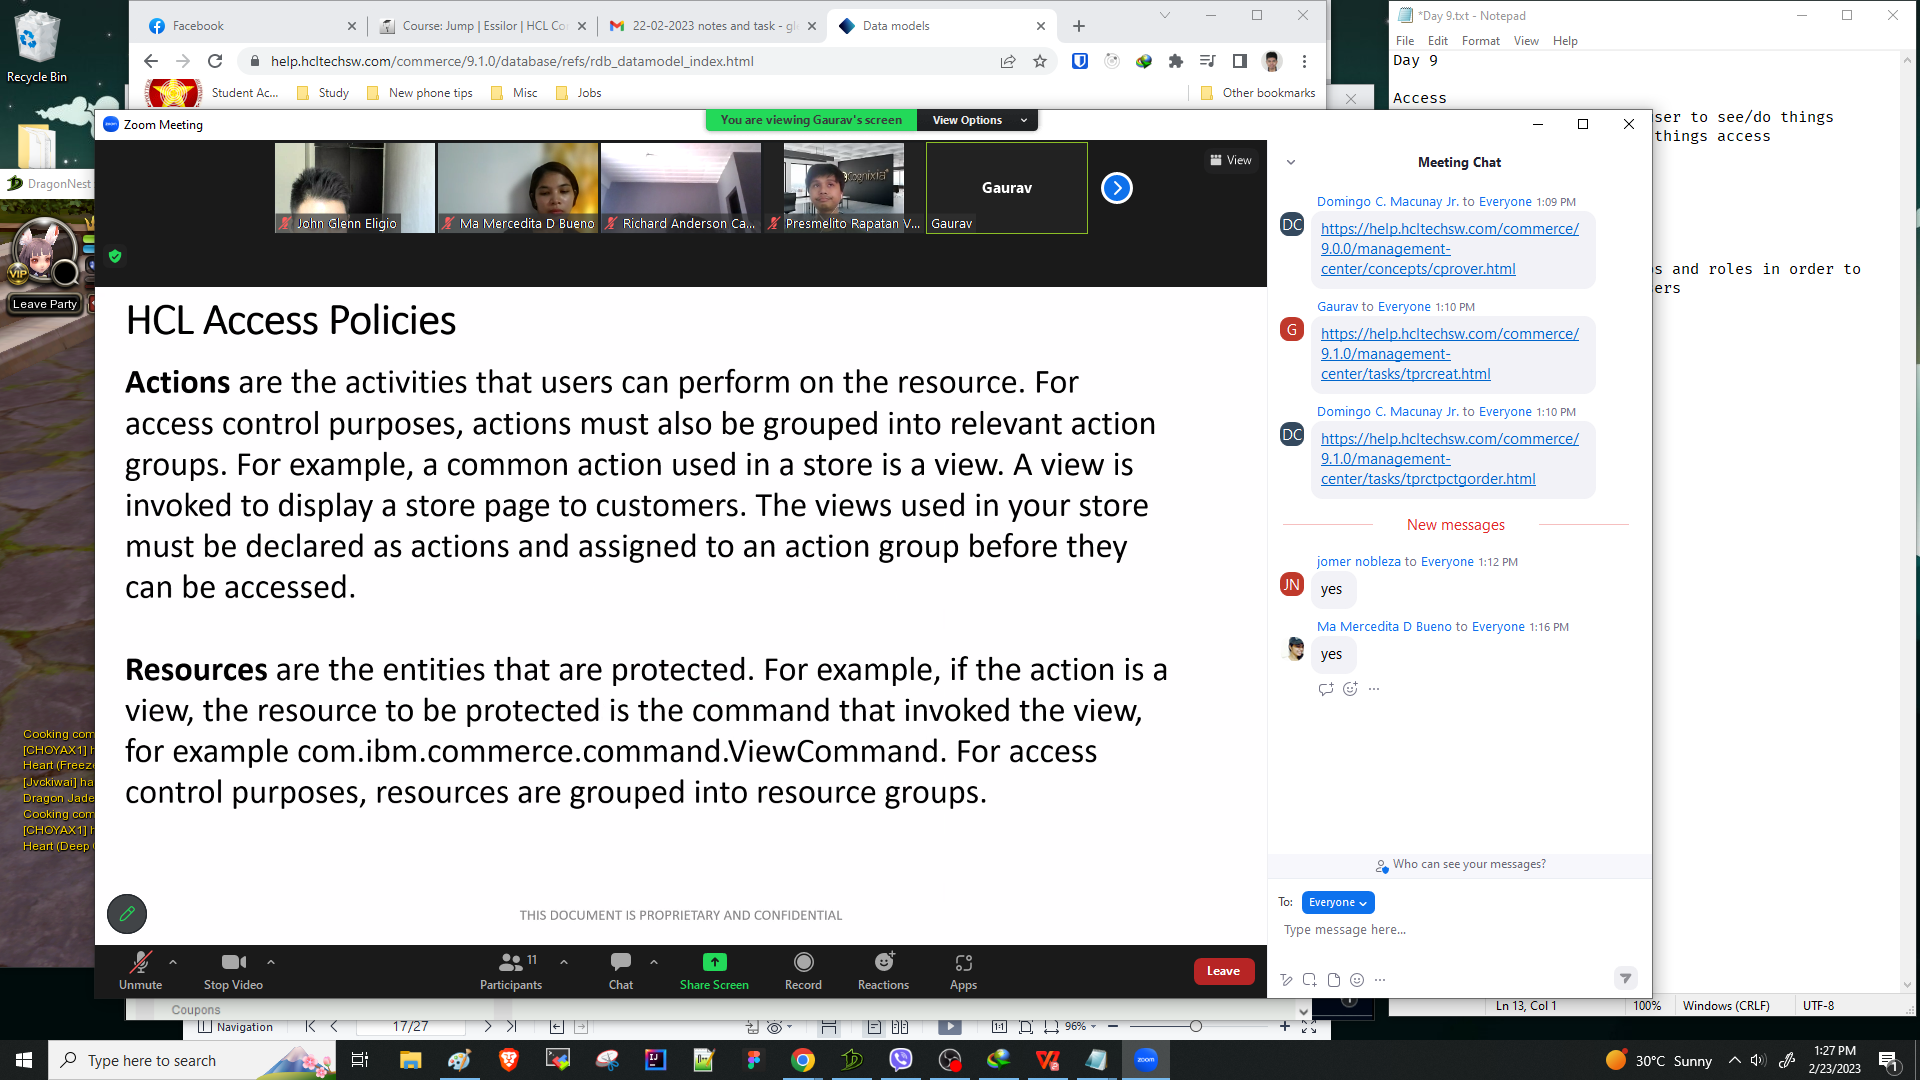 Recycle Bin
Facebook
Course: Jump | Essilor | HCL Co
22-02-2023 notes and task - gl
Data models
help.hcltechsw.com/commerce/9.1.0/database/refs/rdb_datamodel_index.html
Student Ac...
Study
New phone tips
Misc
Jobs
Other bookmarks
*Day 9.txt - Notepad
File Edit Format View Help
Day 9
Access
ser to see/do things
things access
s and roles in order to
ers
Ln 13, Col 1
100%
Windows (CRLF)
UTF-8
DragonNest
VIP
Leave Party
Cooking com
[CHOYAX1] h
Heart (Freeze
[Jvckiwai] ha
Dragon Jade
Cooking com
[CHOYAX1] h
Heart (Deep
Zoom Meeting
You are viewing Gaurav's screen
View Options
View
John Glenn Eligio
Ma Mercedita D Bueno
Richard Anderson Ca...
Cognixia
Presmelito Rapatan V...
Gaurav
Gaurav
HCL Access Policies
Actions are the activities that users can perform on the resource. For
access control purposes, actions must also be grouped into relevant action
groups. For example, a common action used in a store is a view. A view is
invoked to display a store page to customers. The views used in your store
must be declared as actions and assigned to an action group before they
can be accessed.
Resources are the entities that are protected. For example, if the action is a
view, the resource to be protected is the command that invoked the view,
for example com.ibm.commerce.command.ViewCommand. For access
control purposes, resources are grouped into resource groups.
THIS DOCUMENT IS PROPRIETARY AND CONFIDENTIAL
Unmute
Stop Video
11
Participants
Chat
Share Screen
Record
Reactions
Apps
Leave
Meeting Chat
Domingo C. Macunay Jr. to Everyone 1:09 PM
DC
https://help.hcltechsw.com/commerce/
9.0.0/management-
center/concepts/cprover.html
Gaurav to Everyone 1:10 PM
G
https://help.hcltechsw.com/commerce/
9.1.0/management-
center/tasks/tprcreat.html
Domingo C. Macunay Jr. to Everyone 1:10 PM
DC
https://help.hcltechsw.com/commerce/
9.1.0/management-
center/tasks/tprctpctgorder.html
New messages
jomer nobleza to Everyone 1:12 PM
JN
yes
Ma Mercedita D Bueno to Everyone 1:16 PM
yes
Who can see your messages?
To: Everyone
Type message here...
Coupons
Navigation
17/27
1:1
96%
Type here to search
zoom
30°C Sunny
1:27 PM
2/23/2023
1